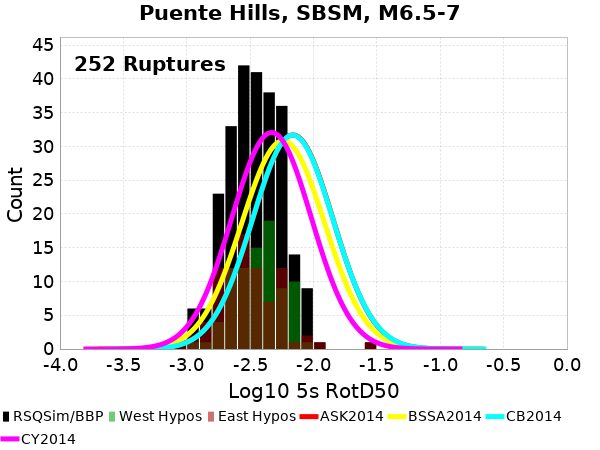 Puente Hills, SBSM, M6.5-7
252 Ruptures
45
40
35
30
25
20
15
10
5
0
Count
-4.0 -3.5 -3.0 -2.5 -2.0 -1.5 -1.0 -0.5 0.0
Log10 5s RotD50
RSQSim/BBP West Hypos East Hypos ASK2014 BSSA2014 CB2014
CY2014